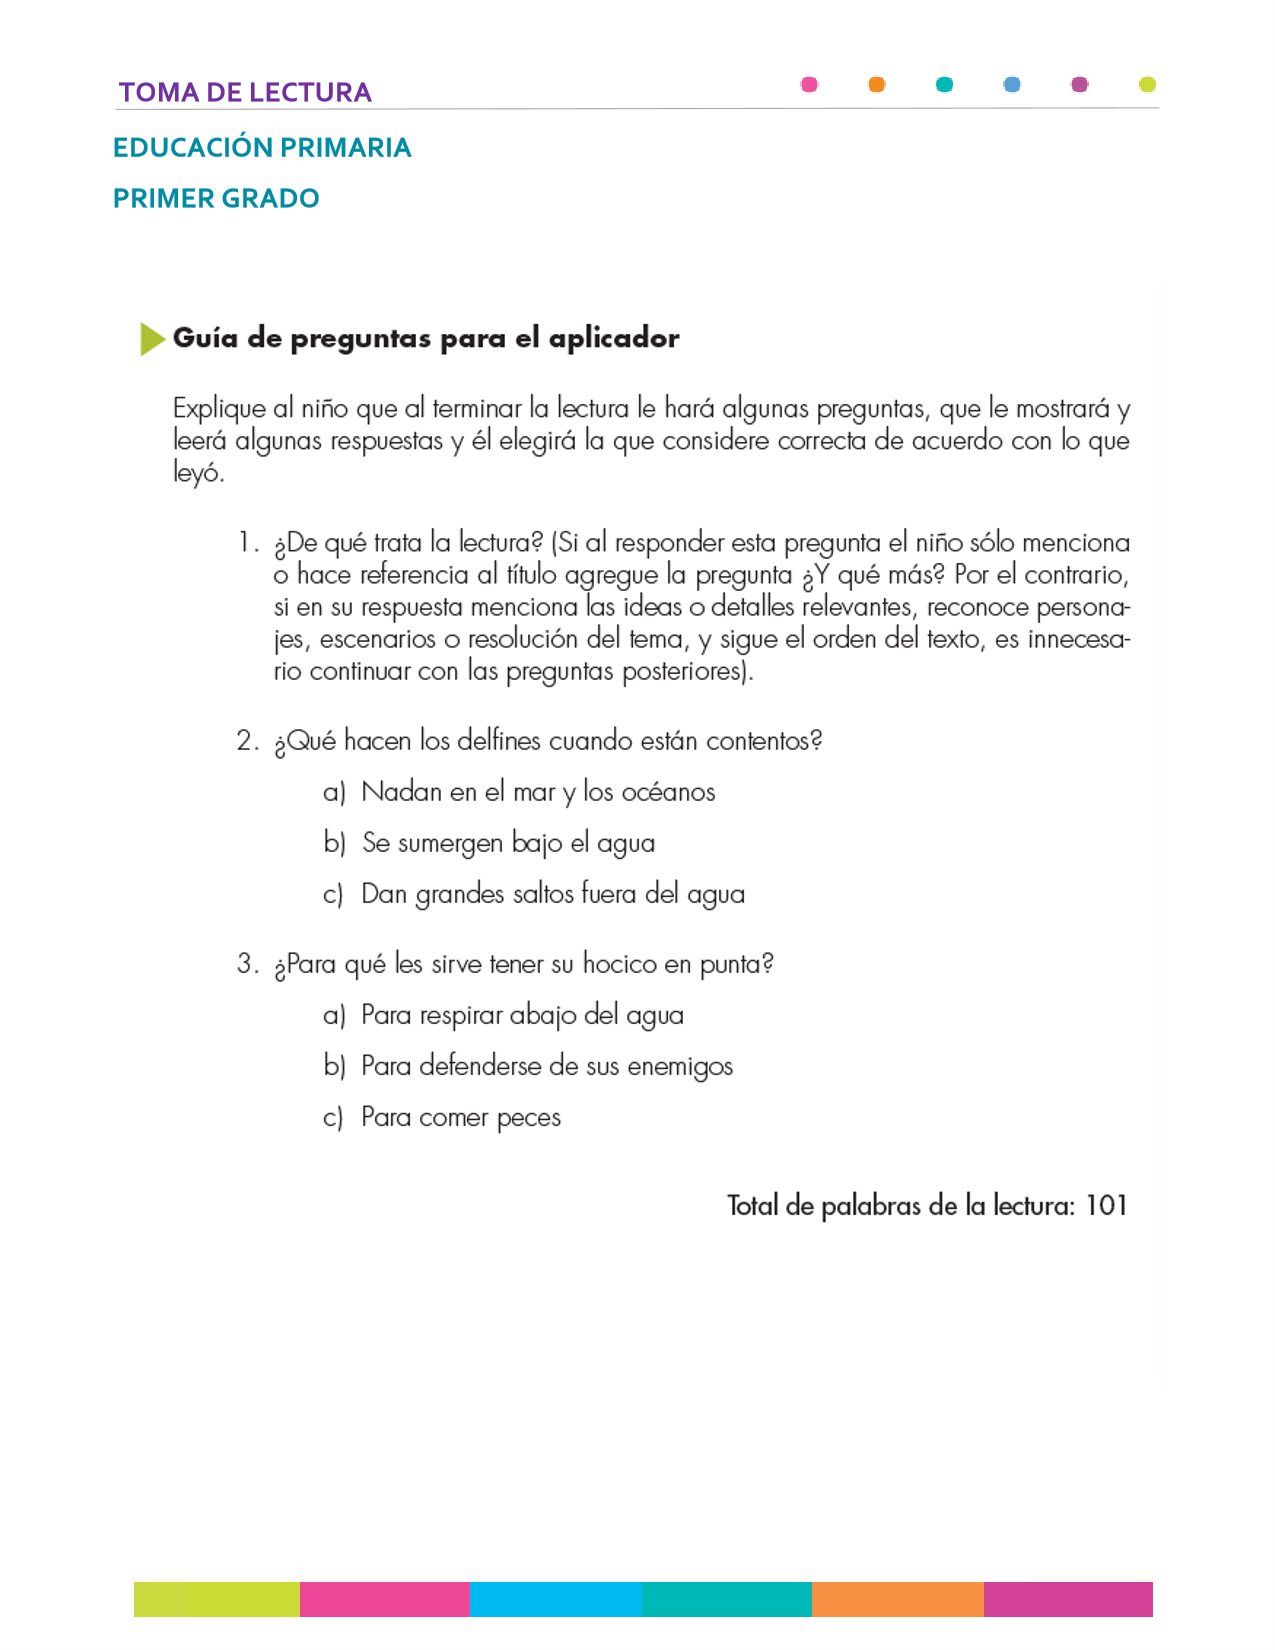 TOMA DE LECTURA
EDUCACIÓN PRIMARIA
PRIMER GRADO
Guía de preguntas para el aplicador
Explique al niño que al terminar la lectura le hará algunas preguntas, que le mostrará y
leerá algunas respuestas y él elegirá la que considere correcta de acuerdo con lo que
leyó.
1. ¿De qué trata la lectura? (Si al responder esta pregunta el niño sólo menciona
o hace referencia al título agregue la pregunta ¿Y qué más? Por el contrario,
si en su respuesta menciona las ideas o detalles relevantes, reconoce persona-
jes, escenarios o resolución del tema, y sigue el orden del texto, es innecesa-
rio continuar con las preguntas posteriores).
2. ¿Qué hacen los delfines cuando están contentos?
a) Nadan en el mar y los océanos
b) Se sumergen bajo el agua
c) Dan grandes saltos fuera del agua
3. ¿Para qué les sirve tener su hocico en punta?
a) Para respirar abajo del agua
b) Para defenderse de sus enemigos
c) Para comer peces
Total de palabras de la lectura: 101